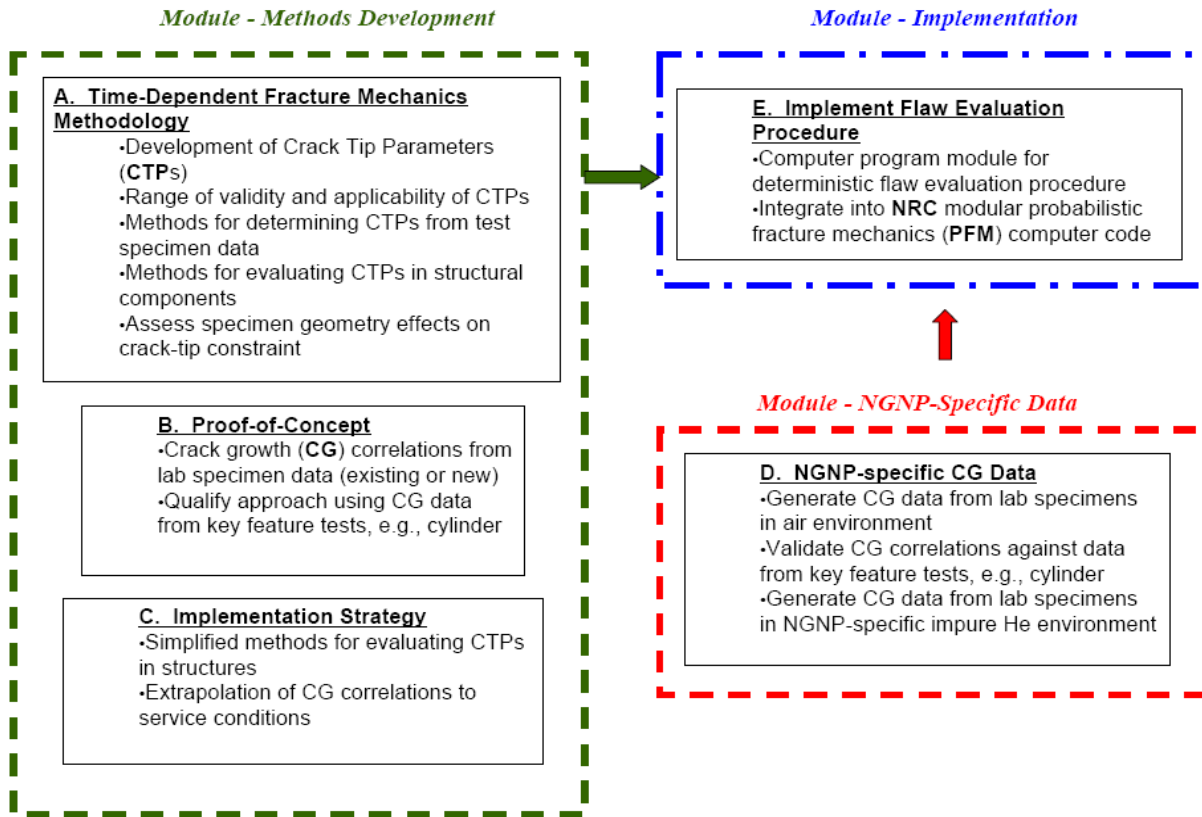 Module - Methods Development
A. Time-Dependent Fracture Mechanics
Methodology
•Development of Crack Tip Parameters
(CTPs)
•Range of validity and applicability of CTPs
•Methods for determining CTPs from test
specimen data
•Methods for evaluating CTPs in structural
components
•Assess specimen geometry effects on
crack-tip constraint
B. Proof-of-Concept
•Crack growth (CG) correlations from
lab specimen data (existing or new)
•Qualify approach using CG data
from key feature tests, e.g., cylinder
C. Implementation Strategy
•Simplified methods for evaluating CTPs
in structures
•Extrapolation of CG correlations to
service conditions
Module - Implementation
E. Implement Flaw Evaluation
Procedure
•Computer program module for
deterministic flaw evaluation procedure
•Integrate into NRC modular probabilistic
fracture mechanics (PFM) computer code
Module - NGNP-Specific Data
D. NGNP-specific CG Data
•Generate CG data from lab specimens
in air environment
•Validate CG correlations against data
from key feature tests, e.g., cylinder
•Generate CG data from lab specimens
in NGNP-specific impure He environment